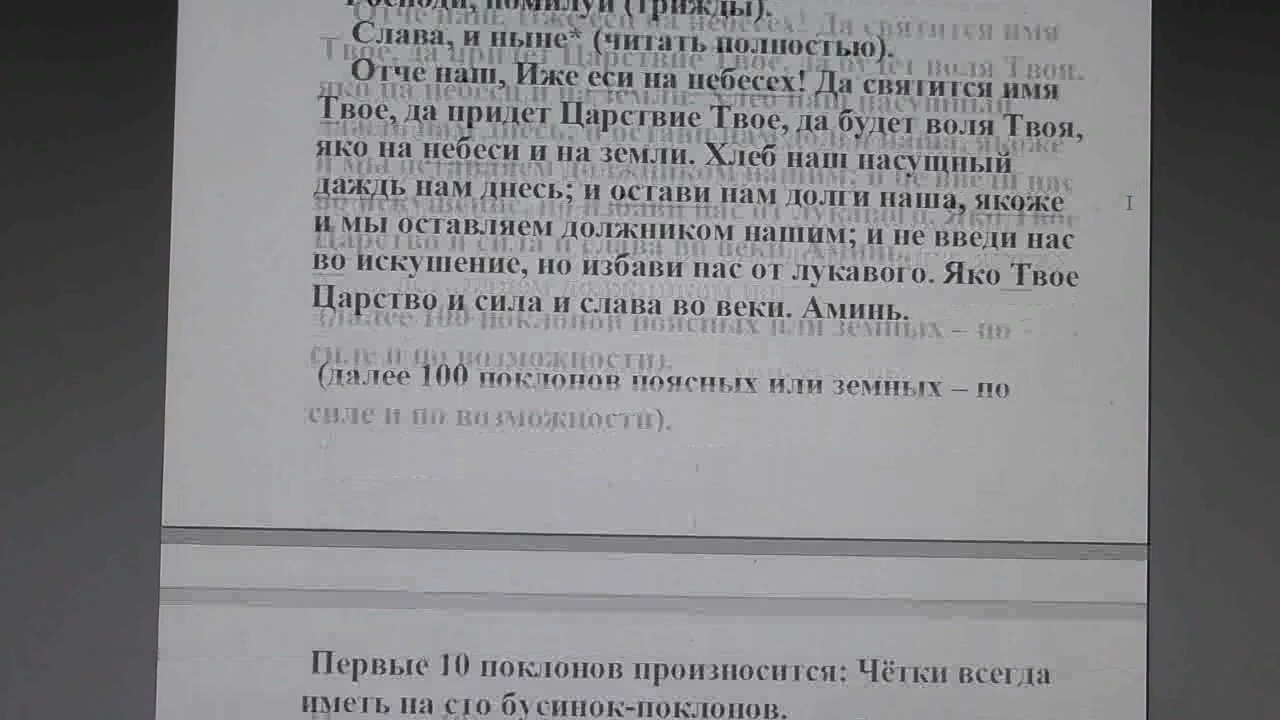 Господи, помилуй (трижды).
Слава, и ныне* (читать полностью).
Отче наш, Иже еси на небесех! Да святится имя
Твое, да придет Царствие Твое, да будет воля Твоя,
яко на небеси и на земли. Хлеб наш насущный
даждь нам днесь; и остави нам долги наша, якоже
и мы оставляем должником нашим; и не введи нас
во искушение, но избави нас от лукавого. Яко Твое
Царство и сила и слава во веки. Аминь.
(далее 100 поклонов поясных или земных – по
силе и по возможности).
Первые 10 поклонов произносится: Чётки всегда
иметь на сто бусинок-поклонов.